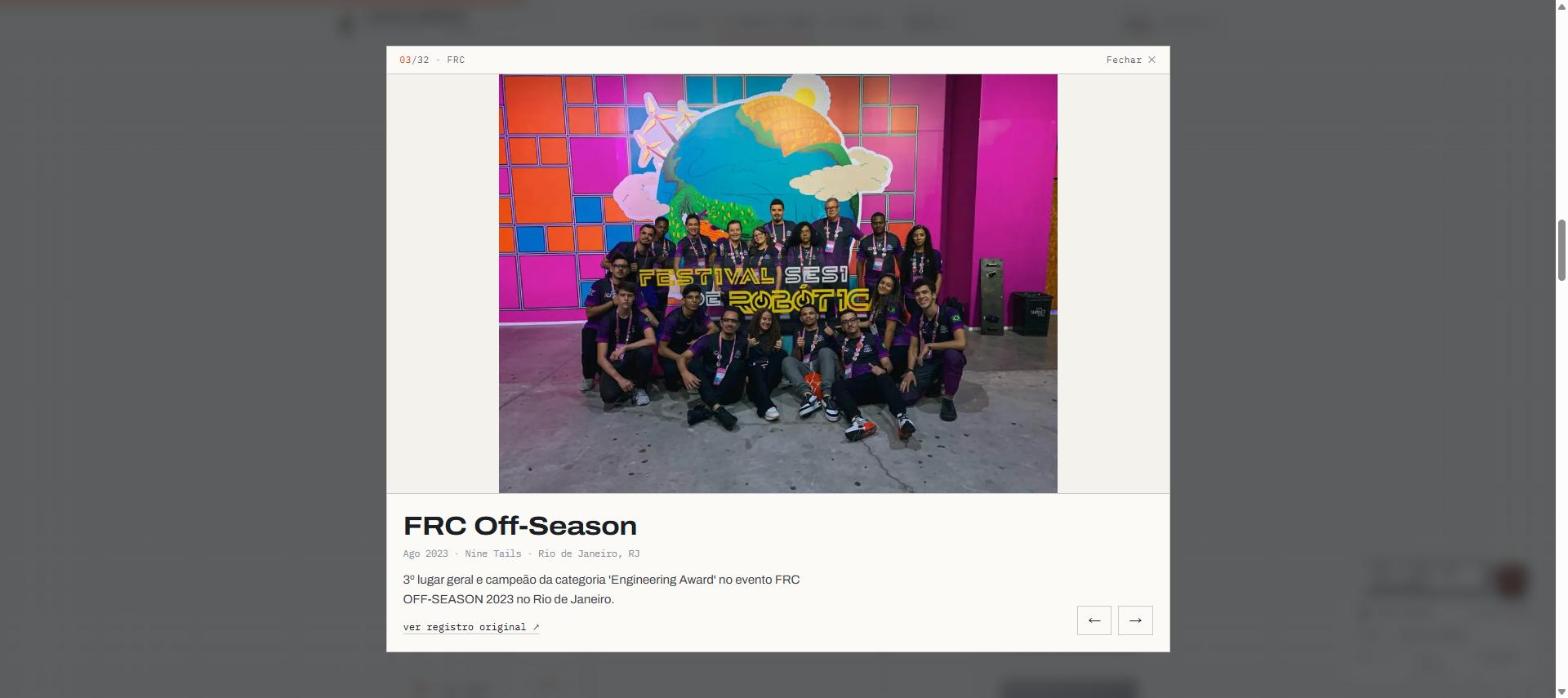 03/32 · FRC
Fechar ×
FESTIVAL SESI
DE ROBÓTIC
FRC Off-Season
Ago 2023 · Nine Tails · Rio de Janeiro, RJ
3º lugar geral e campeão da categoria 'Engineering Award' no evento FRC
OFF-SEASON 2023 no Rio de Janeiro.
ver registro original ↗
← →